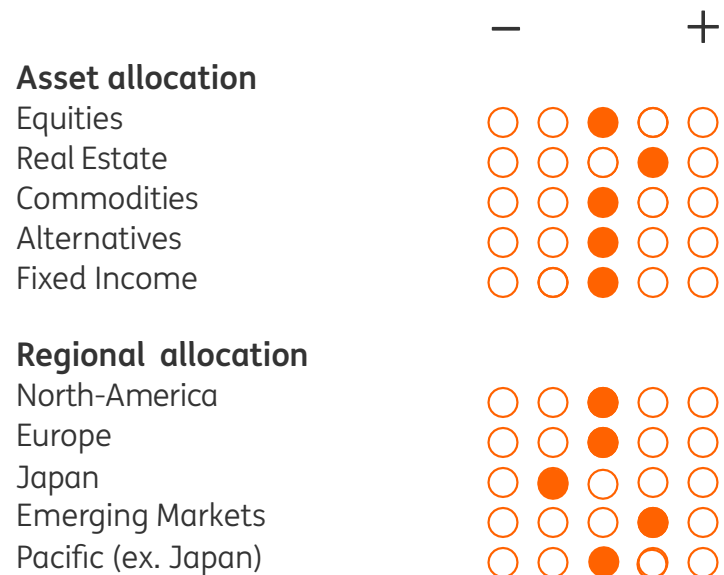 − +
Asset allocation
Equities
Real Estate
Commodities
Alternatives
Fixed Income
Regional allocation
North-America
Europe
Japan
Emerging Markets
Pacific (ex. Japan)